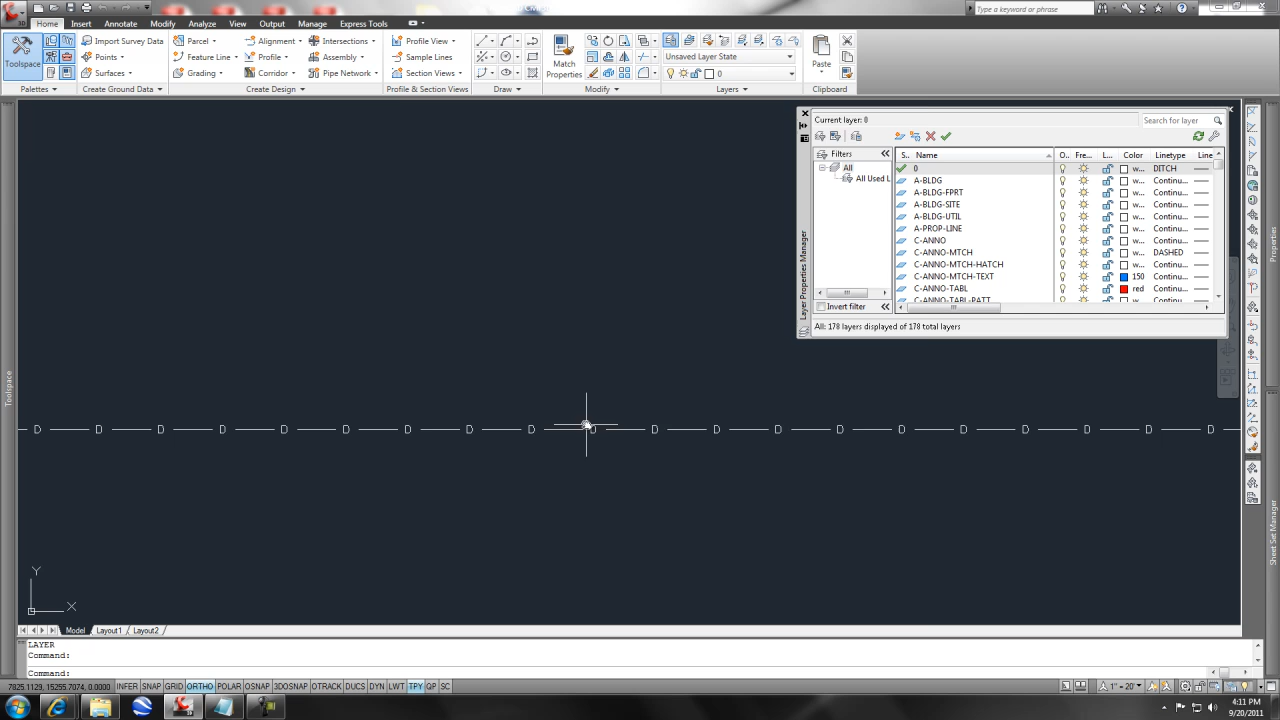 Type a keyword or phrase
3D
Home Insert Annotate Modify Analyze View Output Manage Express Tools
Toolspace
Import Survey Data
Points
Surfaces
Parcel
Feature Line
Grading
Alignment
Profile
Corridor
Intersections
Assembly
Pipe Network
Profile View
Sample Lines
Section Views
Match
Properties
Unsaved Layer State
0
Paste
Palettes Create Ground Data Create Design Profile & Section Views Draw Modify Layers Clipboard
Current layer: 0
Search for layer
Filters
All
All Used L
Invert filter
S.. Name O.. Fre... L... Color Linetype Line
0 w... DITCH
A-BLDG w... Continu...
A-BLDG-FPRT w... Continu...
A-BLDG-SITE w... Continu...
A-BLDG-UTIL w... Continu...
A-PROP-LINE w... Continu...
C-ANNO w... Continu...
C-ANNO-MTCH w... DASHED
C-ANNO-MTCH-HATCH w... Continu...
C-ANNO-MTCH-TEXT 150 Continu...
C-ANNO-TABL red Continu...
C-ANNO-TABL-PATT w... Continu...
All: 178 layers displayed of 178 total layers
Layer Properties Manager
Properties
Sheet Set Manager
Toolspace
D D D D D D D D D D D D D D D D D D D D
Y
X
Model Layout1 Layout2
LAYER
Command:
Command:
7825.1129, 15255.7074, 0.0000 INFER SNAP GRID ORTHO POLAR OSNAP 3DOSNAP OTRACK DUCS DYN LWT TPY QP SC
1" = 20'
4:11 PM
9/20/2011